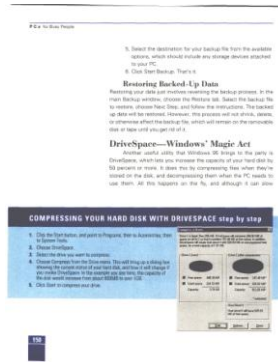 PCs for Busy People
5. Select the destination for your backup file from the available
options, which should include any storage devices attached
to your PC.
6. Click Start Backup. That's it.
Restoring Backed-Up Data
Restoring your data just involves reversing the backup process. In the
main Backup window, choose the Restore tab. Select the backup file
to restore, choose Next Step, and follow the instructions. The backed
up data will be restored. However, this process will not shrink, delete,
or otherwise effect the backup file, which will remain on the removable
disk or tape until you get rid of it.
DriveSpace—Windows' Magic Act
Another useful utility that Windows 95 brings to the party is
DriveSpace, which lets you increase the capacity of your hard disk by
50 percent or more. It does this by compressing files when they're
stored on the disk, and decompressing them when the PC needs to
use them. All this happens on the fly, and although it can slow
COMPRESSING YOUR HARD DISK WITH DRIVESPACE step by step
1. Click the Start button, and point to Programs, then to Accessories, then
to System Tools.
2. Choose DriveSpace.
3. Select the drive you want to compress.
4. Choose Compress from the Drive menu. This will bring up a dialog box
showing the current status of your hard disk, and how it will change if
you make DriveSpace
the disk would increase from
5. Click Start to compress your drive.
150